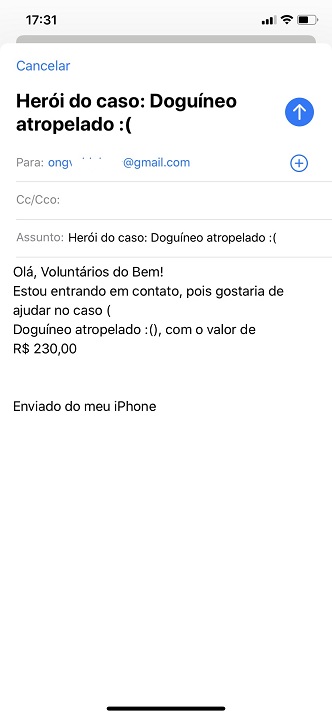 17:31
Cancelar
Herói do caso: Doguíneo
atropelado :(
Para: @gmail.com
Cc/Cco:
Assunto: Herói do caso: Doguíneo atropelado :(
Olá, Voluntários do Bem!
Estou entrando em contato, pois gostaria de
ajudar no caso (
Doguíneo atropelado :(), com o valor de
R$ 230,00
Enviado do meu iPhone